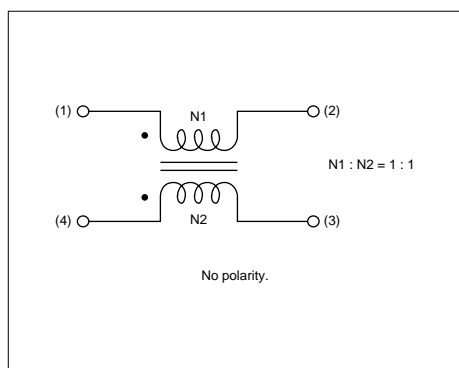 (1)
N1
(2)
N1 : N2 = 1 : 1
(4)
N2
(3)
No polarity.